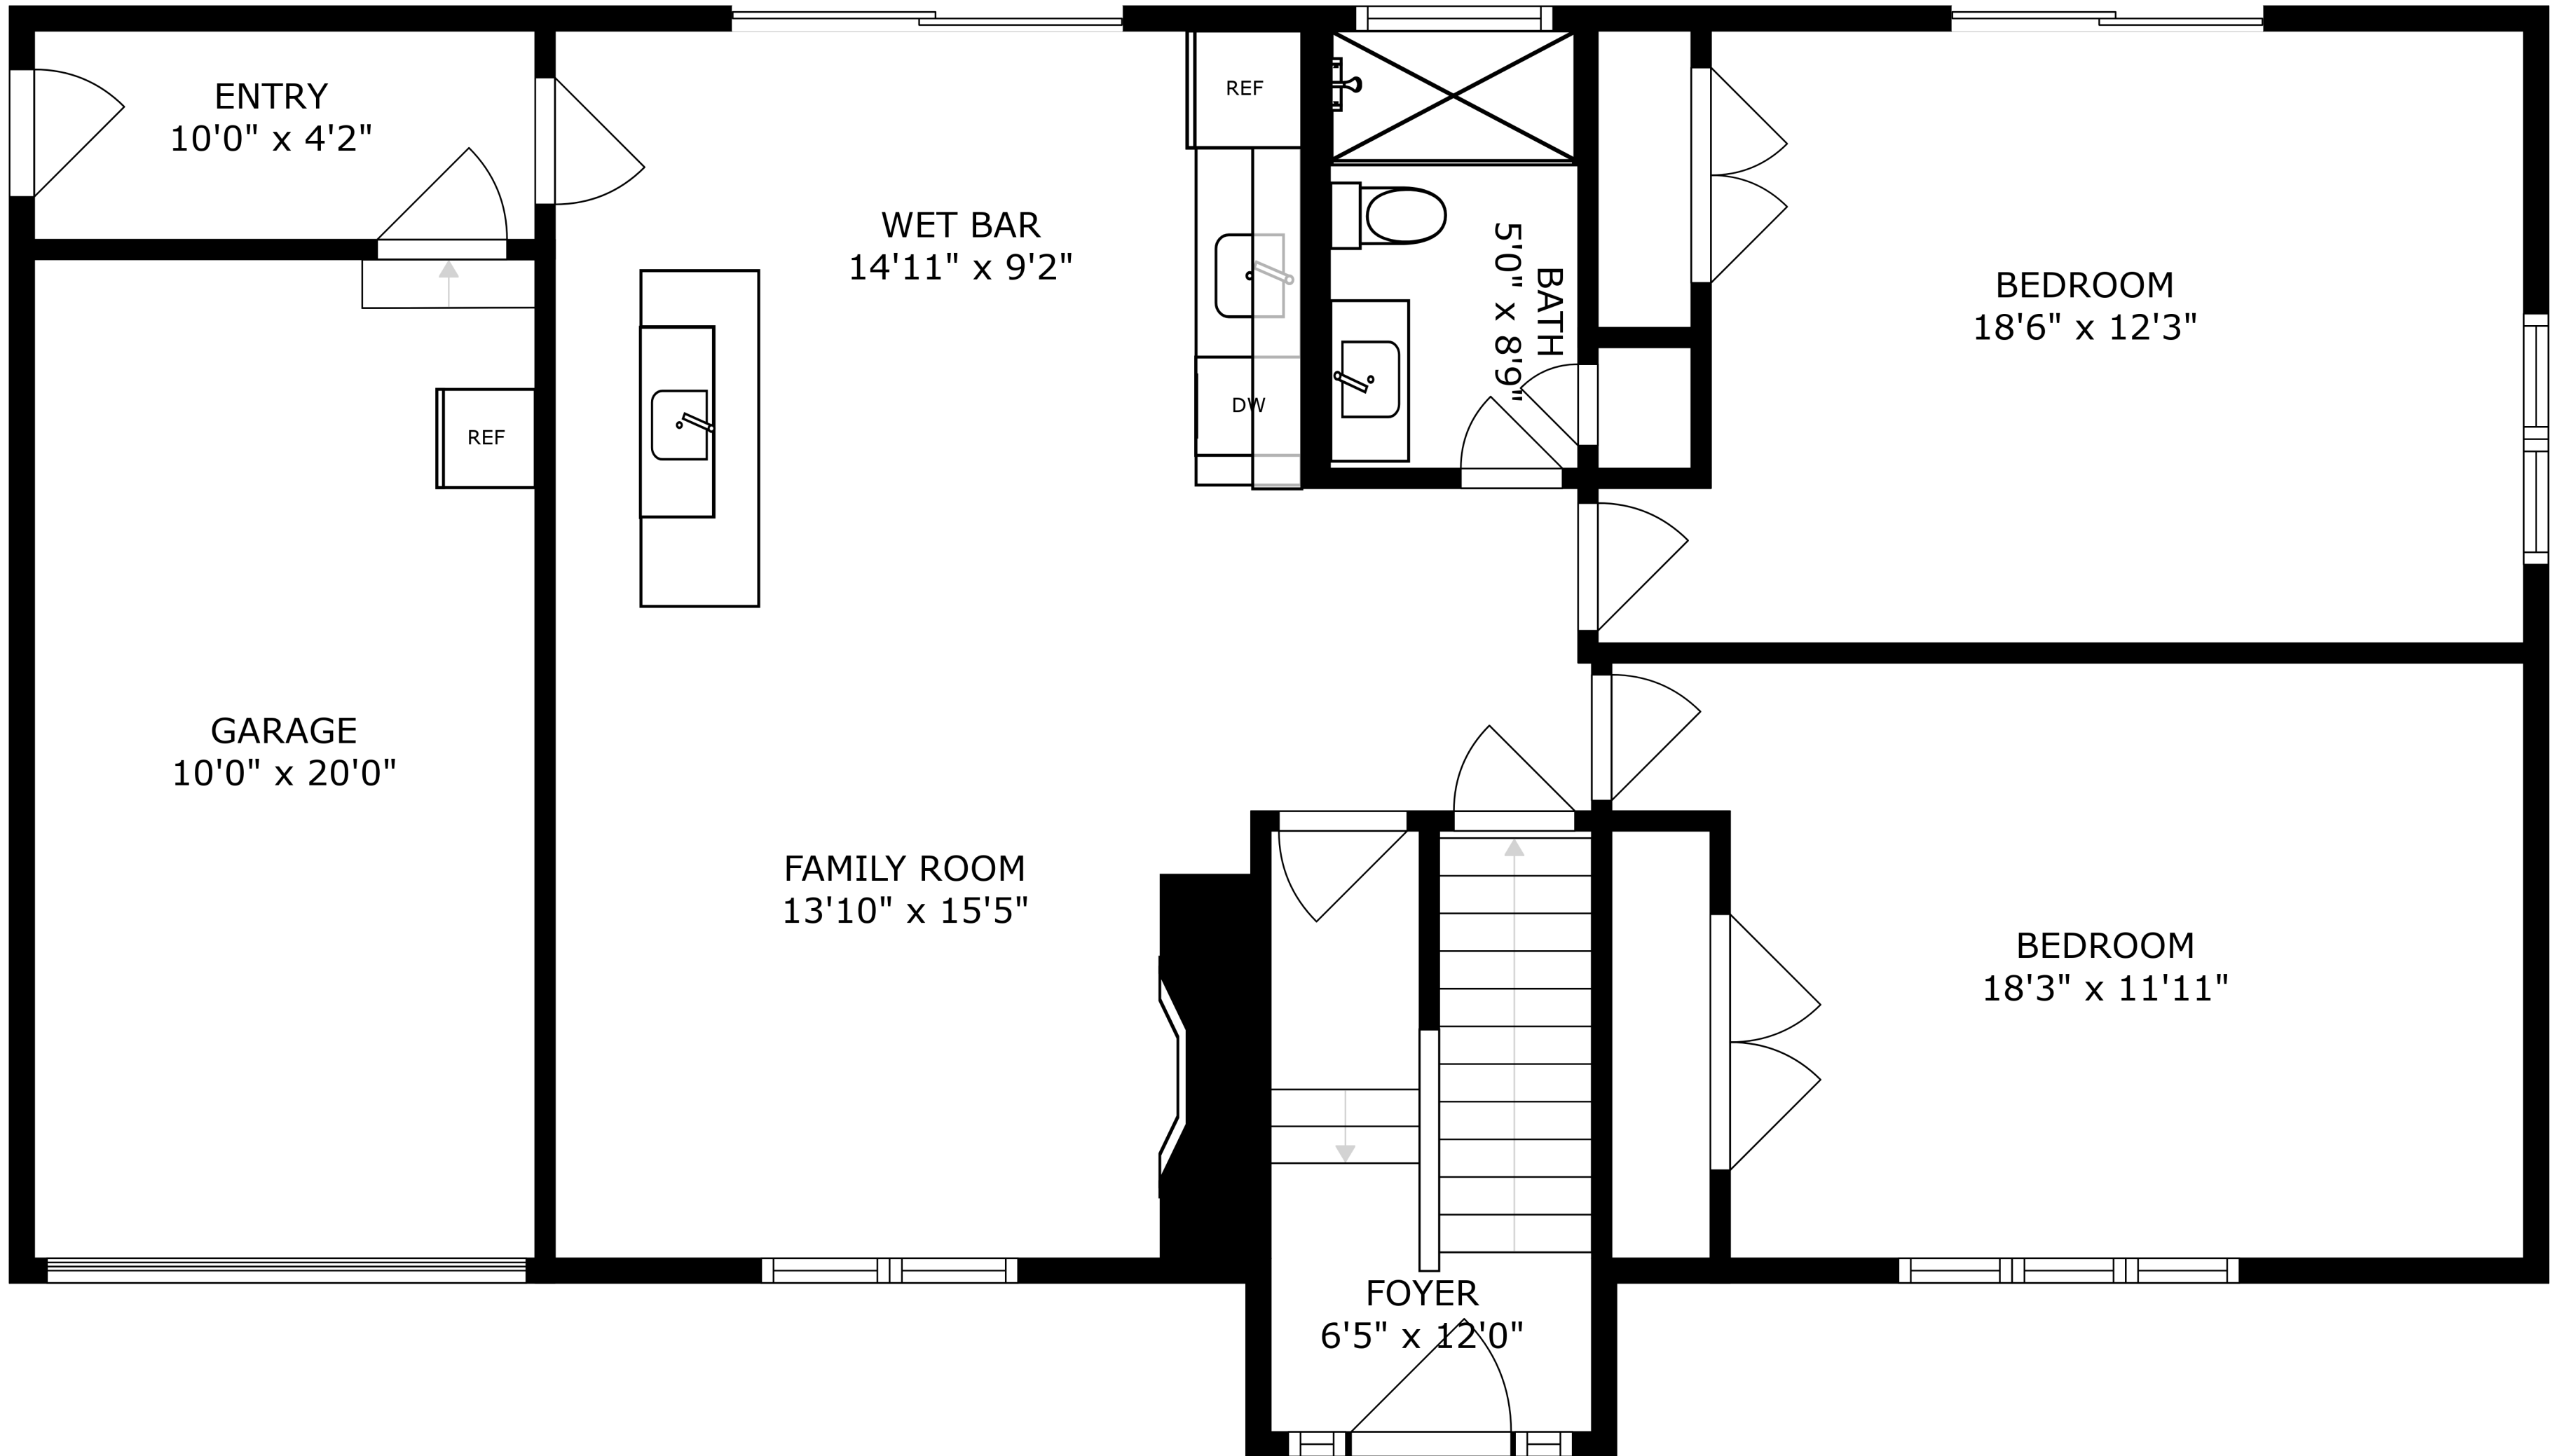 ENTRY
10'0" x 4'2"
REF
WET BAR
14'11" x 9'2"
BATH
5'0" x 8'9"
BEDROOM
18'6" x 12'3"
DW
REF
GARAGE
10'0" x 20'0"
FAMILY ROOM
13'10" x 15'5"
BEDROOM
18'3" x 11'11"
FOYER
6'5" x 12'0"